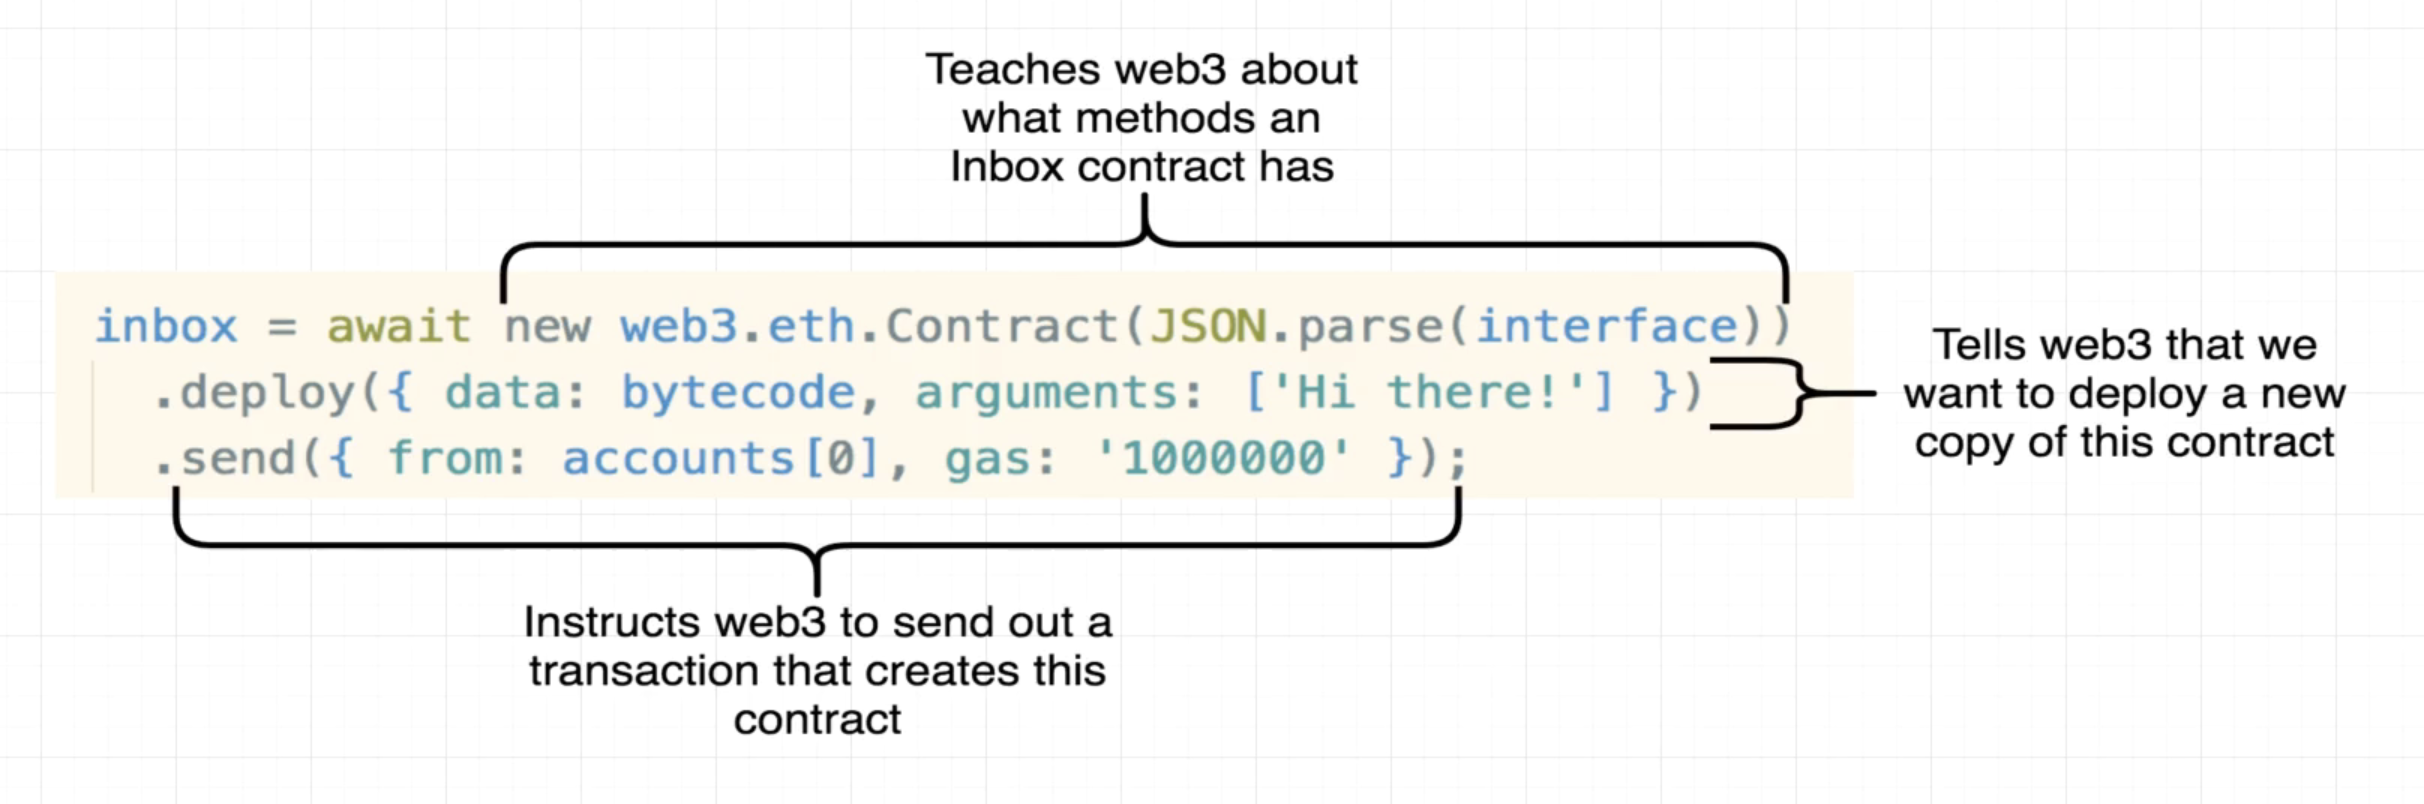 Teaches web3 about
what methods an
Inbox contract has
inbox = await new web3.eth.Contract(JSON.parse(interface))
.deploy({ data: bytecode, arguments: ['Hi there!'] })
.send({ from: accounts[0], gas: '1000000' });
Tells web3 that we
want to deploy a new
copy of this contract
Instructs web3 to send out a
transaction that creates this
contract